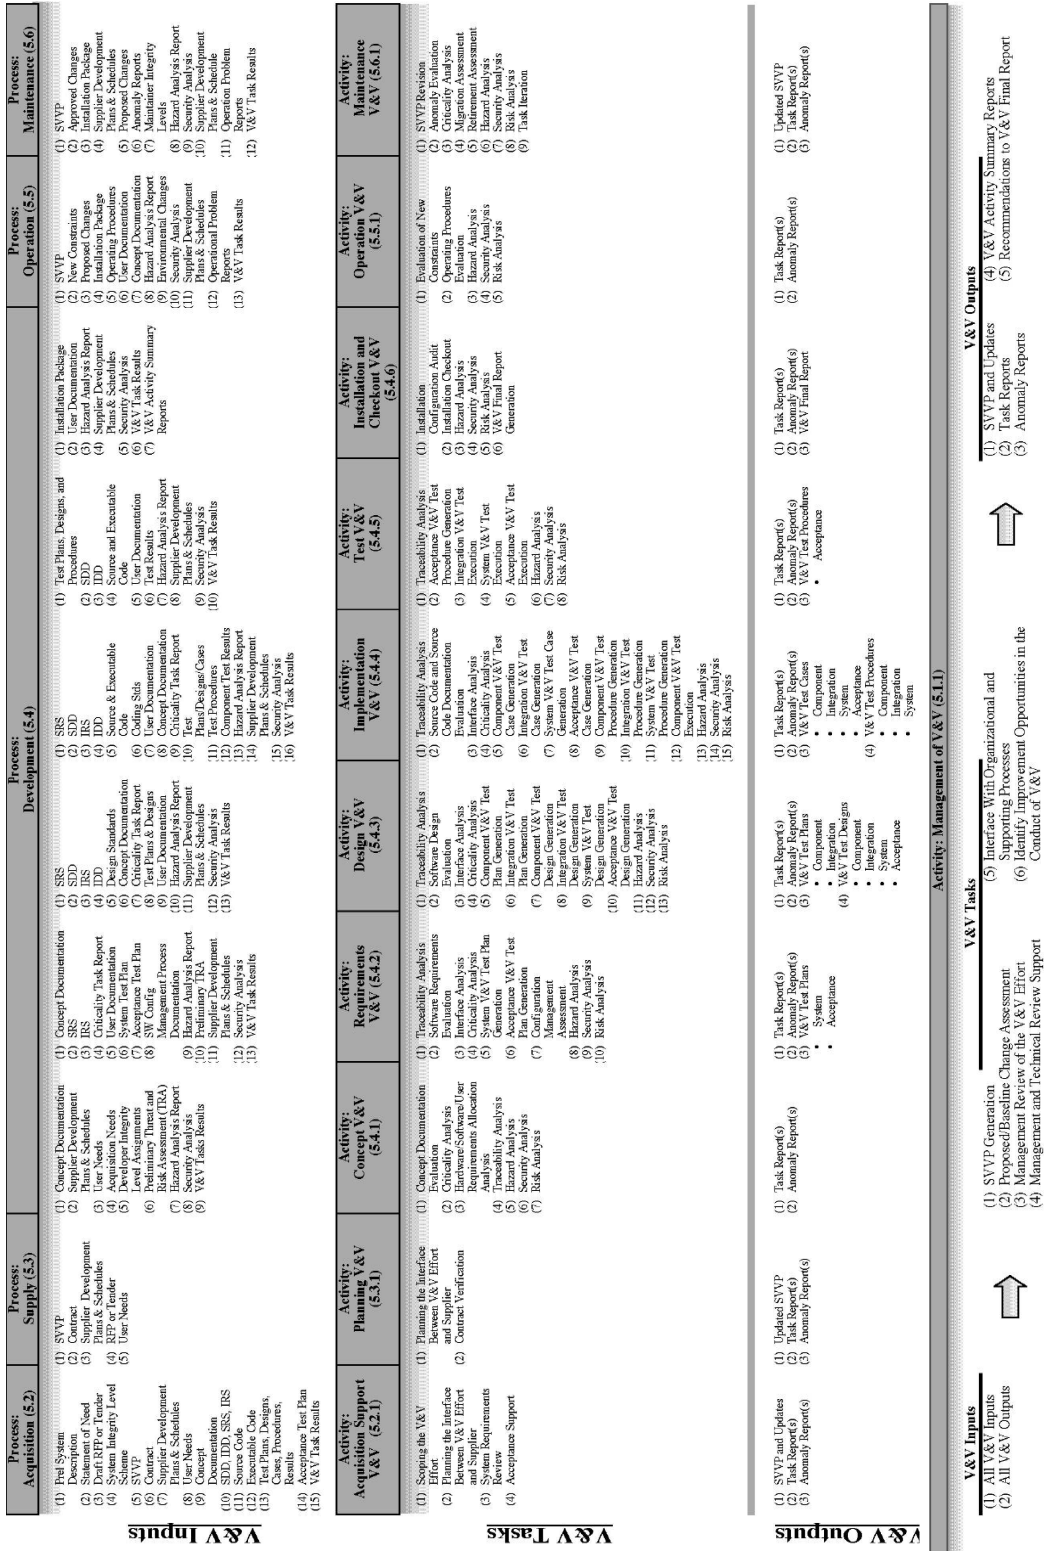 Process:
Acquisition (5.2)
Process:
Supply (5.3)
Process:
Development (5.4)
Process:
Operation (5.5)
Process:
Maintenance (5.6)
V&V Inputs
(1) Prel System
Description
(2) Statement of Need
(3) Draft RFP or Tender
(4) System Integrity Level
Scheme
(5) SVVP
(6) Contract
(7) Supplier Development
Plans & Schedules
(8) User Needs
(9) Concept
Documentation
(10) SDD, IDD, SRS, IRS
(11) Source Code
(12) Executable Code
(13) Test Plans, Designs,
Cases, Procedures,
Results
(14) Acceptance Test Plan
(15) V&V Task Results
(1) SVVP
(2) Contract
(3) Supplier Development
Plans & Schedules
(4) RFP or Tender
(5) User Needs
(1) Concept Documentation
(2) Supplier Development
Plans & Schedules
(3) User Needs
(4) Acquisition Needs
(5) Developer Integrity
Level Assignments
(6) Preliminary Threat and
Risk Assessment (TRA)
(7) Hazard Analysis Report
(8) Security Analysis
(9) V&V Tasks Results
(1) Concept Documentation
(2) SRS
(3) IRS
(4) Criticality Task Report
(5) User Documentation
(6) System Test Plan
(7) Acceptance Test Plan
(8) SW Config
Management Process
Documentation
(9) Hazard Analysis Report
(10) Preliminary TRA
(11) Supplier Development
Plans & Schedules
(12) Security Analysis
(13) V&V Task Results
(1) SRS
(2) SDD
(3) IRS
(4) IDD
(5) Design Standards
(6) Concept Documentation
(7) Criticality Task Report
(8) Test Plans & Designs
(9) User Documentation
(10) Hazard Analysis Report
(11) Supplier Development
Plans & Schedules
(12) Security Analysis
(13) V&V Task Results
(1) SRS
(2) SDD
(3) IRS
(4) IDD
(5) Source & Executable
Code
(6) Coding Stds
(7) User Documentation
(8) Concept Documentation
(9) Criticality Task Report
(10) Test
Plans/Designs/Cases
(11) Test Procedures
(12) Component Test Results
(13) Hazard Analysis Report
(14) Supplier Development
Plans & Schedules
(15) Security Analysis
(16) V&V Task Results
(1) Test Plans, Designs, and
Procedures
(2) SDD
(3) IDD
(4) Source and Executable
Code
(5) User Documentation
(6) Test Results
(7) Hazard Analysis Report
(8) Supplier Development
Plans & Schedules
(9) Security Analysis
(10) V&V Task Results
(1) Installation Package
(2) User Documentation
(3) Hazard Analysis Report
(4) Supplier Development
Plans & Schedules
(5) Security Analysis
(6) V&V Task Results
(7) V&V Activity Summary
Reports
(1) SVVP
(2) New Constraints
(3) Proposed Changes
(4) Installation Package
(5) Operating Procedures
(6) User Documentation
(7) Concept Documentation
(8) Hazard Analysis Report
(9) Environmental Changes
(10) Security Analysis
(11) Supplier Development
Plans & Schedules
(12) Operational Problem
Reports
(13) V&V Task Results
(1) SVVP
(2) Approved Changes
(3) Installation Package
(4) Supplier Development
Plans & Schedules
(5) Proposed Changes
(6) Anomaly Reports
(7) Maintainer Integrity
Levels
(8) Hazard Analysis Report
(9) Security Analysis
(10) Supplier Development
Plans & Schedule
(11) Operation Problem
Reports
(12) V&V Task Results
Activity:
Acquisition Support
V&V (5.2.1)
Activity:
Planning V&V
(5.3.1)
Activity:
Concept V&V
(5.4.1)
Activity:
Requirements
V&V (5.4.2)
Activity:
Design V&V
(5.4.3)
Activity:
Implementation
V&V (5.4.4)
Activity:
Test V&V
(5.4.5)
Activity:
Installation and
Checkout V&V
(5.4.6)
Activity:
Operation V&V
(5.5.1)
Activity:
Maintenance
V&V (5.6.1)
V&V Tasks
(1) Scoping the V&V
Effort
(2) Planning the Interface
Between V&V Effort
and Supplier
(3) System Requirements
Review
(4) Acceptance Support
(1) Planning the Interface
Between V&V Effort
and Supplier
(2) Contract Verification
(1) Concept Documentation
Evaluation
(2) Criticality Analysis
(3) Hardware/Software/User
Requirements Allocation
Analysis
(4) Traceability Analysis
(5) Hazard Analysis
(6) Security Analysis
(7) Risk Analysis
(1) Traceability Analysis
(2) Software Requirements
Evaluation
(3) Interface Analysis
(4) Criticality Analysis
(5) System V&V Test Plan
Generation
(6) Acceptance V&V Test
Plan Generation
(7) Configuration
Management
Assessment
(8) Hazard Analysis
(9) Security Analysis
(10) Risk Analysis
(1) Traceability Analysis
(2) Software Design
Evaluation
(3) Interface Analysis
(4) Criticality Analysis
(5) Component V&V Test
Plan Generation
(6) Integration V&V Test
Plan Generation
(7) Component V&V Test
Design Generation
(8) Integration V&V Test
Design Generation
(9) System V&V Test
Design Generation
(10) Acceptance V&V Test
Design Generation
(11) Hazard Analysis
(12) Security Analysis
(13) Risk Analysis
(1) Traceability Analysis
(2) Source Code and Source
Code Documentation
Evaluation
(3) Interface Analysis
(4) Criticality Analysis
(5) Component V&V Test
Case Generation
(6) Integration V&V Test
Case Generation
(7) System V&V Test Case
Generation
(8) Acceptance V&V Test
Case Generation
(9) Component V&V Test
Procedure Generation
(10) Integration V&V Test
Procedure Generation
(11) System V&V Test
Procedure Generation
(12) Component V&V Test
Execution
(13) Hazard Analysis
(14) Security Analysis
(15) Risk Analysis
(1) Traceability Analysis
(2) Acceptance V&V Test
Procedure Generation
(3) Integration V&V Test
Execution
(4) System V&V Test
Execution
(5) Acceptance V&V Test
Execution
(6) Hazard Analysis
(7) Security Analysis
(8) Risk Analysis
(1) Installation
Configuration Audit
(2) Installation Checkout
(3) Hazard Analysis
(4) Security Analysis
(5) Risk Analysis
(6) V&V Final Report
Generation
(1) Evaluation of New
Constraints
(2) Operating Procedures
Evaluation
(3) Hazard Analysis
(4) Security Analysis
(5) Risk Analysis
(1) SVVP Revision
(2) Anomaly Evaluation
(3) Criticality Analysis
(4) Migration Assessment
(5) Retirement Assessment
(6) Hazard Analysis
(7) Security Analysis
(8) Risk Analysis
(9) Task Iteration
V&V Outputs
(1) SVVP and Updates
(2) Task Report(s)
(3) Anomaly Report(s)
(1) Updated SVVP
(2) Task Report(s)
(3) Anomaly Report(s)
(1) Task Report(s)
(2) Anomaly Report(s)
(1) Task Report(s)
(2) Anomaly Report(s)
(3) V&V Test Plans
• System
• Acceptance
(1) Task Report(s)
(2) Anomaly Report(s)
(3) V&V Test Plans
• Component
• Integration
(4) V&V Test Designs
• Component
• Integration
• System
• Acceptance
(1) Task Report(s)
(2) Anomaly Report(s)
(3) V&V Test Cases
• Component
• Integration
• System
• Acceptance
(4) V&V Test Procedures
• Component
• Integration
• System
(1) Task Report(s)
(2) Anomaly Report(s)
(3) V&V Test Procedures
• Acceptance
(1) Task Report(s)
(2) Anomaly Report(s)
(3) V&V Final Report
(1) Task Report(s)
(2) Anomaly Report(s)
(1) Updated SVVP
(2) Task Report(s)
(3) Anomaly Report(s)
Activity: Management of V&V (5.1.1)
V&V Inputs
(1) All V&V Inputs
(2) All V&V Outputs
V&V Tasks
(1) SVVP Generation
(2) Proposed/Baseline Change Assessment
(3) Management Review of the V&V Effort
(4) Management and Technical Review Support
(5) Interface With Organizational and
Supporting Processes
(6) Identify Improvement Opportunities in the
Conduct of V&V
V&V Outputs
(1) SVVP and Updates
(2) Task Reports
(3) Anomaly Reports
(4) V&V Activity Summary Reports
(5) Recommendations to V&V Final Report